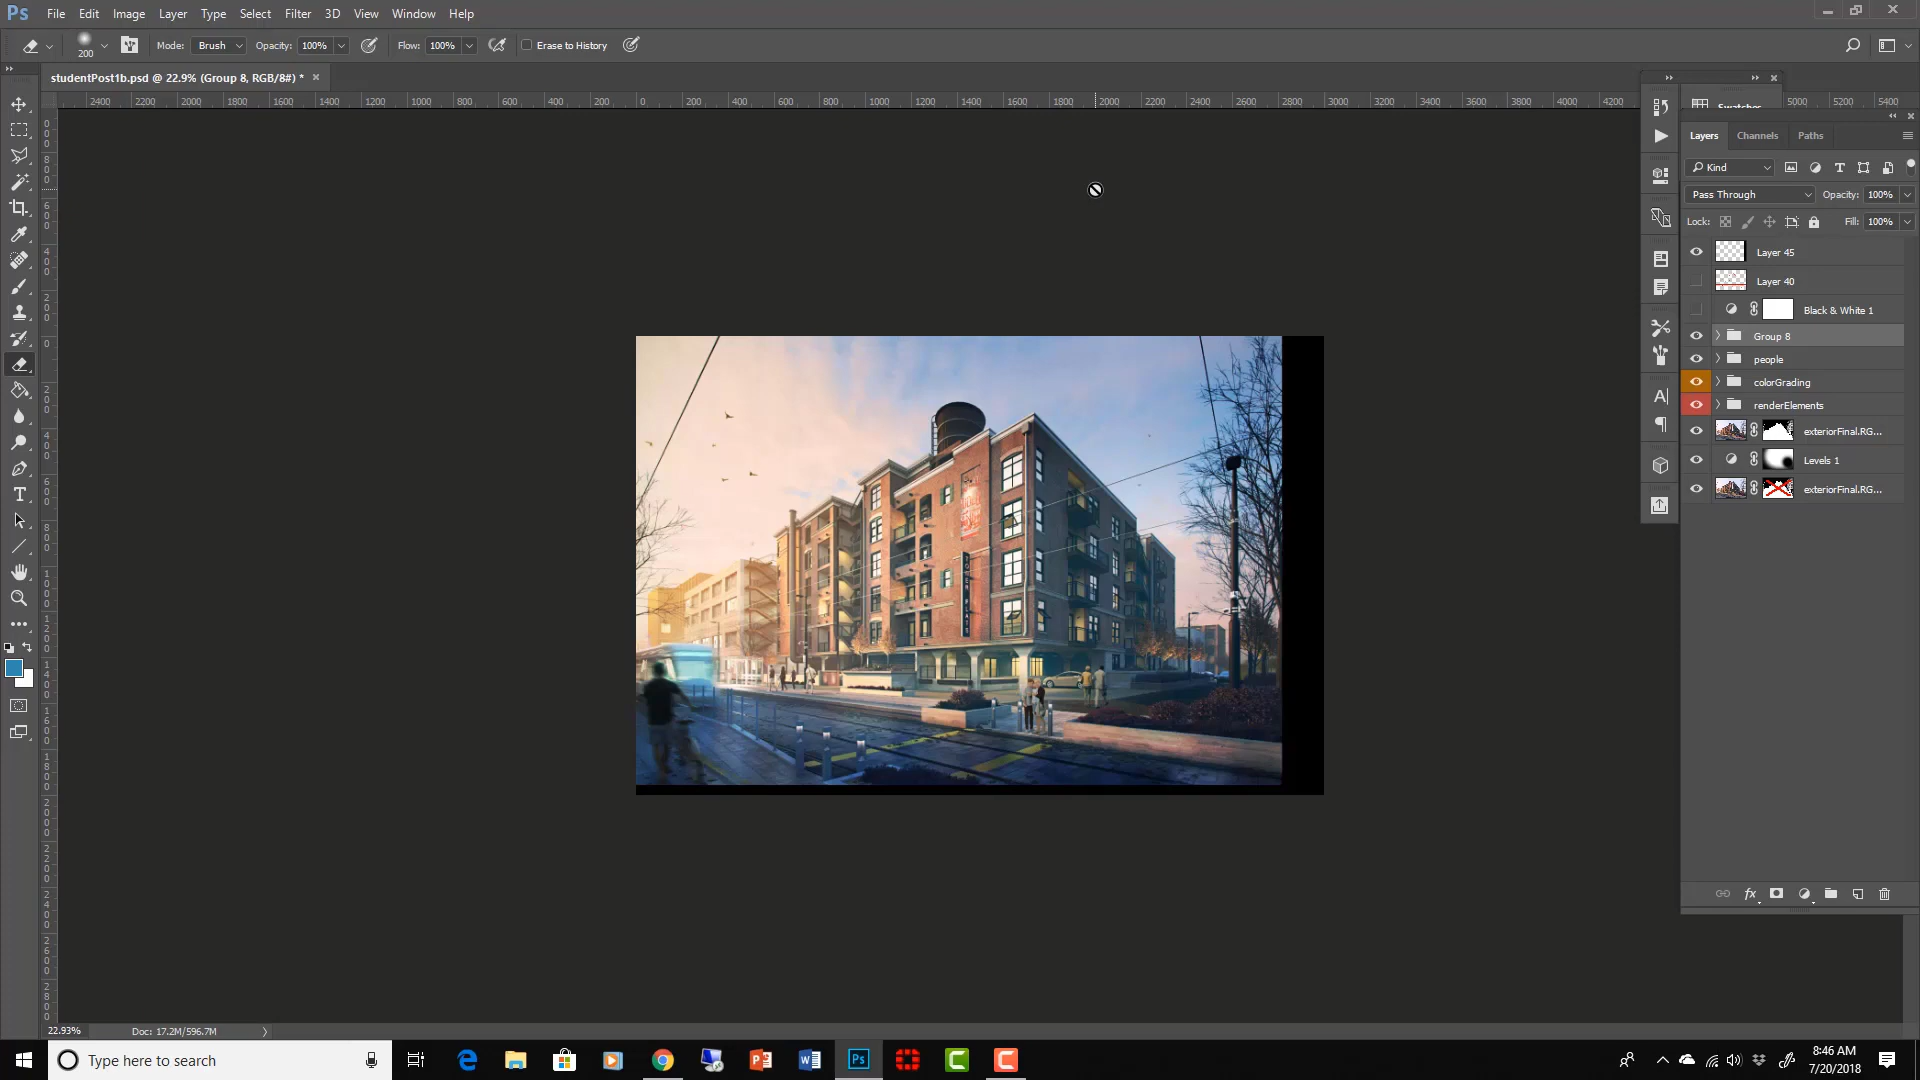 Ps File Edit Image Layer Type Select Filter 3D View Window Help
200 Mode: Brush Opacity: 100% Flow: 100% Erase to History
studentPost1b.psd @ 22.9% (Group 8, RGB/8#) * ×
2400 2200 2000 1800 1600 1400 1200 1000 800 600 400 200 0 200 400 600 800 1000 1200 1400 1600 1800 2000 2200 2400 2600 2800 3000 3200 3400 3600 3800 4000 4200 5000 5200 5400
Swatches
Layers Channels Paths
Kind
Pass Through Opacity: 100%
Lock: Fill: 100%
Layer 45
Layer 40
Black & White 1
Group 8
people
colorGrading
renderElements
exteriorFinal.RG...
Levels 1
exteriorFinal.RG...
22.93% Doc: 17.2M/596.7M
Type here to search
8:46 AM
7/20/2018